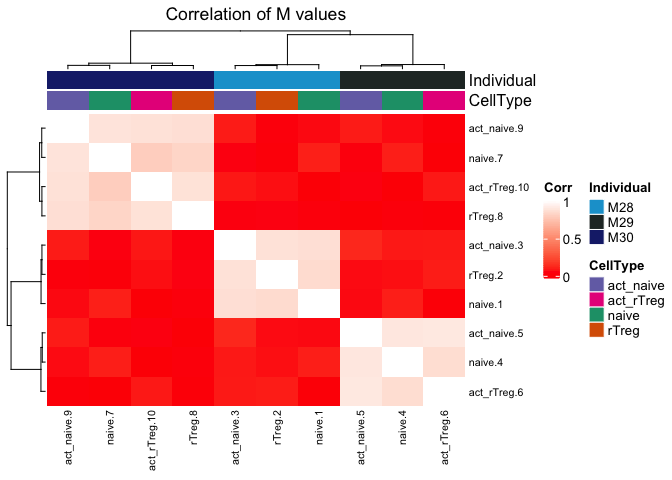 Correlation of M values
Individual
CellType
act_naive.9
naive.7
act_rTreg.10
rTreg.8
act_naive.3
rTreg.2
naive.1
act_naive.5
naive.4
act_rTreg.6
act_naive.9
naive.7
act_rTreg.10
rTreg.8
act_naive.3
rTreg.2
naive.1
act_naive.5
naive.4
act_rTreg.6
Corr
1
0.5
0
Individual
M28
M29
M30
CellType
act_naive
act_rTreg
naive
rTreg